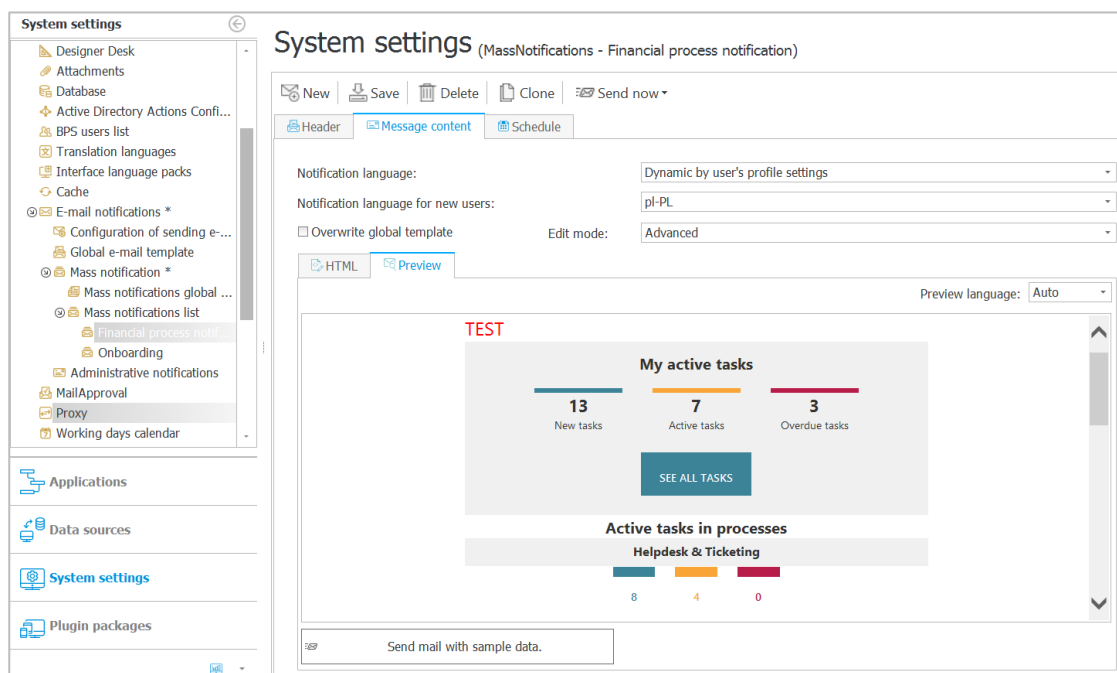 System settings
Designer Desk
Attachments
Database
Active Directory Actions Confi...
BPS users list
Translation languages
Interface language packs
Cache
E-mail notifications *
Configuration of sending e-...
Global e-mail template
Mass notification *
Mass notifications global ...
Mass notifications list
Financial process notif...
Onboarding
Administrative notifications
MailApproval
Proxy
Working days calendar
Applications
Data sources
System settings
Plugin packages
System settings (MassNotifications - Financial process notification)
New Save Delete Clone Send now
Header Message content Schedule
Notification language: Dynamic by user's profile settings
Notification language for new users: pl-PL
Overwrite global template Edit mode: Advanced
HTML Preview
Preview language: Auto
TEST
My active tasks
13 7 3
New tasks Active tasks Overdue tasks
SEE ALL TASKS
Active tasks in processes
Helpdesk & Ticketing
8 4 0
Send mail with sample data.